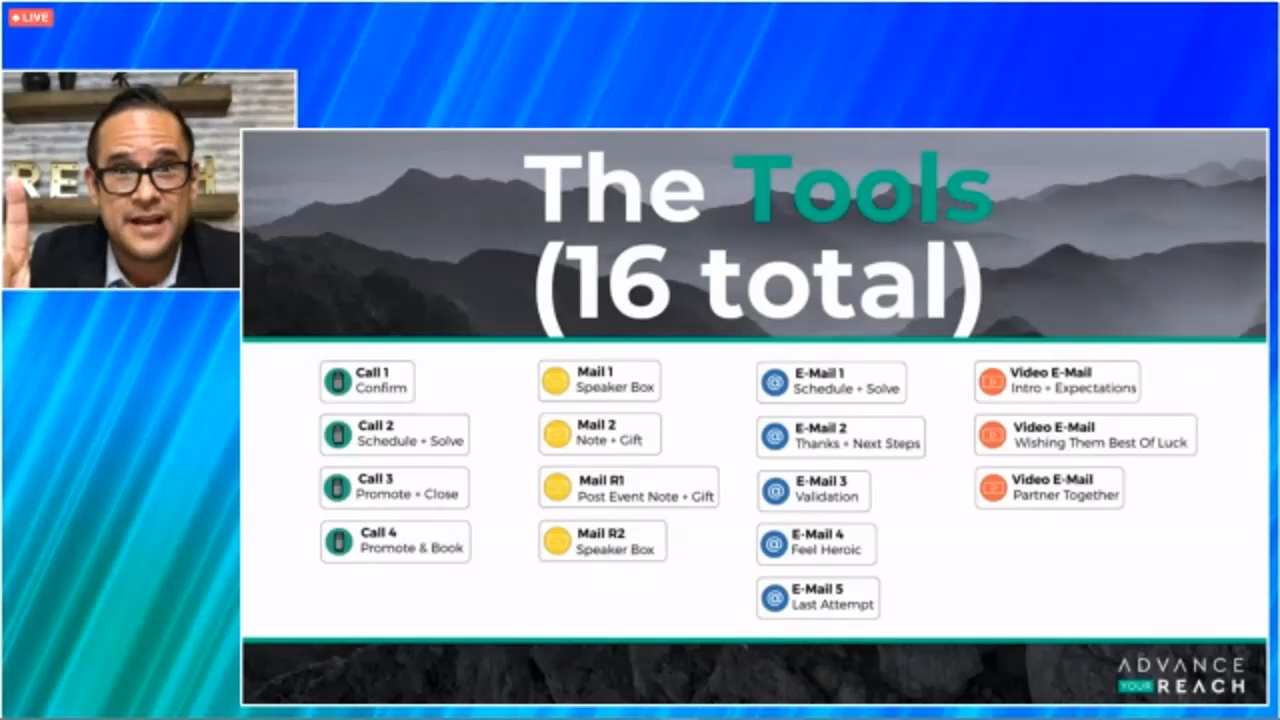 LIVE
RE H
The Tools
(16 total)
Call 1
Confirm
Call 2
Schedule + Solve
Call 3
Promote + Close
Call 4
Promote & Book
Mail 1
Speaker Box
Mail 2
Note + Gift
Mail R1
Post Event Note + Gift
Mail R2
Speaker Box
E-Mail 1
Schedule + Solve
E-Mail 2
Thanks + Next Steps
E-Mail 3
Validation
E-Mail 4
Feel Heroic
E-Mail 5
Last Attempt
Video E-Mail
Intro + Expectations
Video E-Mail
Wishing Them Best Of Luck
Video E-Mail
Partner Together
ADVANCE
YOUR REACH